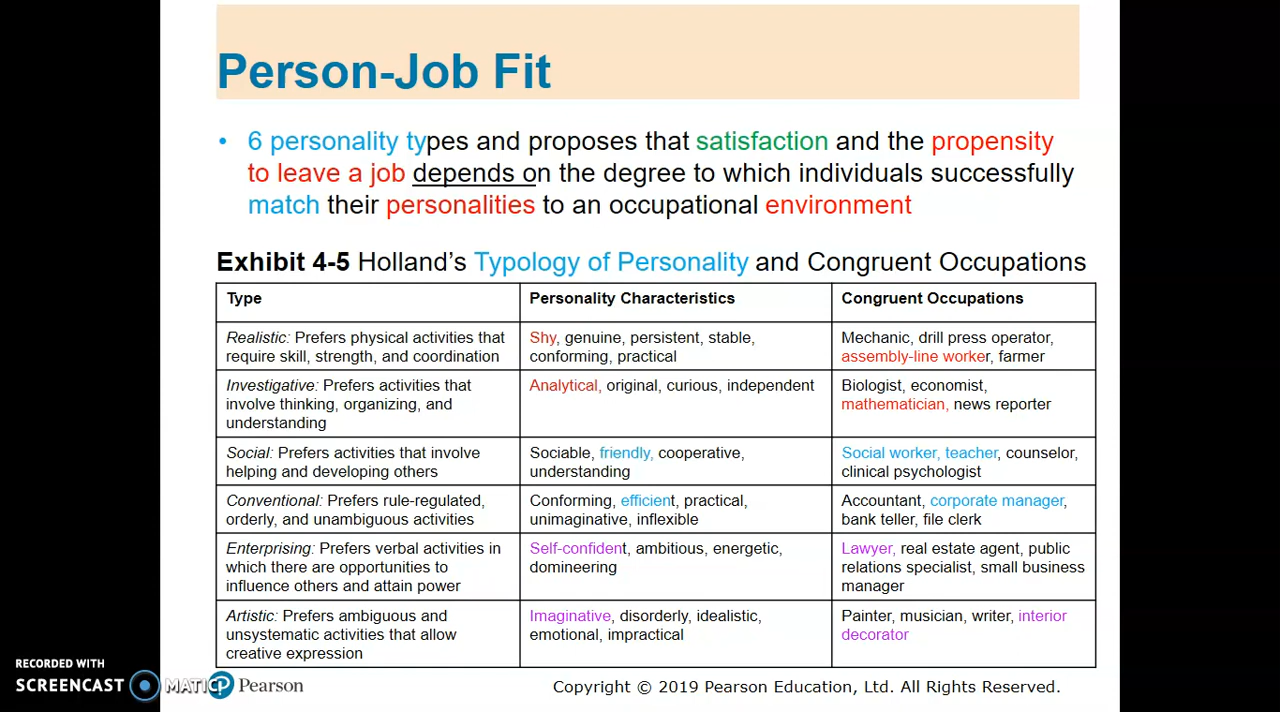 Person-Job Fit
• 6 personality types and proposes that satisfaction and the propensity
to leave a job depends on the degree to which individuals successfully
match their personalities to an occupational environment
Exhibit 4-5 Holland's Typology of Personality and Congruent Occupations
Type
Personality Characteristics
Congruent Occupations
Realistic: Prefers physical activities that
require skill, strength, and coordination
Shy, genuine, persistent, stable,
conforming, practical
Mechanic, drill press operator,
assembly-line worker, farmer
Investigative: Prefers activities that
involve thinking, organizing, and
understanding
Analytical, original, curious, independent
Biologist, economist,
mathematician, news reporter
Social: Prefers activities that involve
helping and developing others
Sociable, friendly, cooperative,
understanding
Social worker, teacher, counselor,
clinical psychologist
Conventional: Prefers rule-regulated,
orderly, and unambiguous activities
Conforming, efficient, practical,
unimaginative, inflexible
Accountant, corporate manager,
bank teller, file clerk
Enterprising: Prefers verbal activities in
which there are opportunities to
influence others and attain power
Self-confident, ambitious, energetic,
domineering
Lawyer, real estate agent, public
relations specialist, small business
manager
Artistic: Prefers ambiguous and
unsystematic activities that allow
creative expression
Imaginative, disorderly, idealistic,
emotional, impractical
Painter, musician, writer, interior
decorator
RECORDED WITH
SCREENCAST MATIC
Pearson
Copyright © 2019 Pearson Education, Ltd. All Rights Reserved.